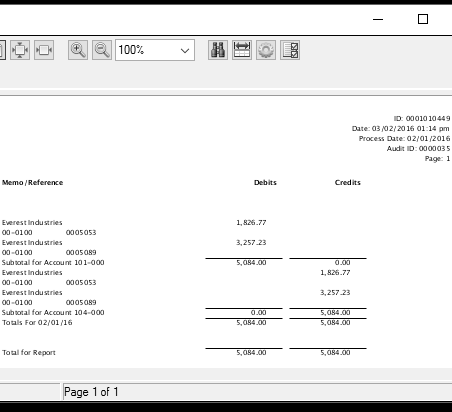 100%
ID: 0001010449
Date: 03/02/2016 01:14 pm
Process Date: 02/01/2016
Audit ID: 0000035
Page: 1
Memo/Reference Debits Credits
Everest Industries 1,826.77
00-0100 0005053
Everest Industries 3,257.23
00-0100 0005089
Subtotal for Account 101-000 5,084.00 0.00
Everest Industries 1,826.77
00-0100 0005053
Everest Industries 3,257.23
00-0100 0005089
Subtotal for Account 104-000 0.00 5,084.00
Totals For 02/01/16 5,084.00 5,084.00
Total for Report 5,084.00 5,084.00
Page 1 of 1